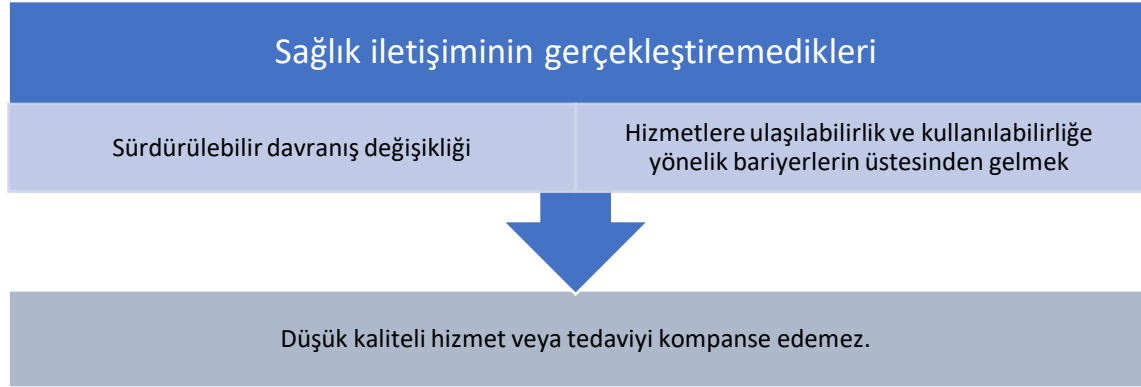 Sağlık iletişiminin gerçekleştiremedikleri
Sürdürülebilir davranış değişikliği
Hizmetlere ulaşılabilirlik ve kullanılabilirliğe
yönelik bariyerlerin üstesinden gelmek
Düşük kaliteli hizmet veya tedaviyi kompanse edemez.